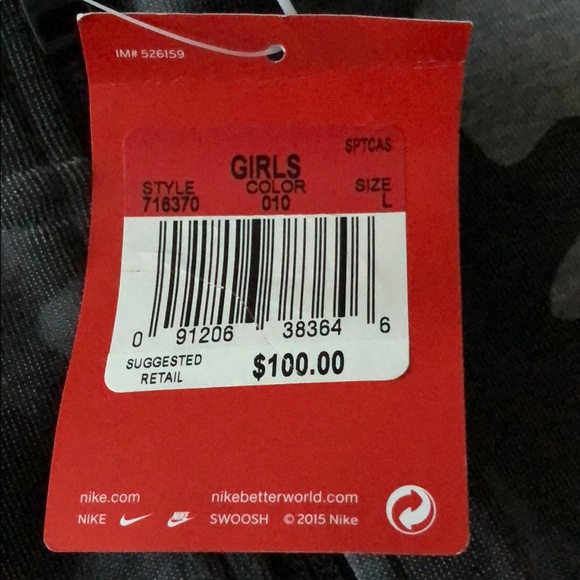 IM# 526159
SPTCAS
GIRLS
STYLE COLOR SIZE
716370 010 L
0 91206 38364 6
SUGGESTED
RETAIL $100.00
nike.com nikebetterworld.com
NIKE SWOOSH © 2015 Nike